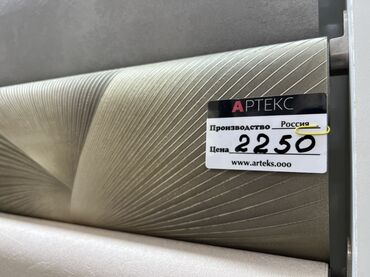 АРТЕКС
Производство Россия
Цена 2250
www.arteks.ooo